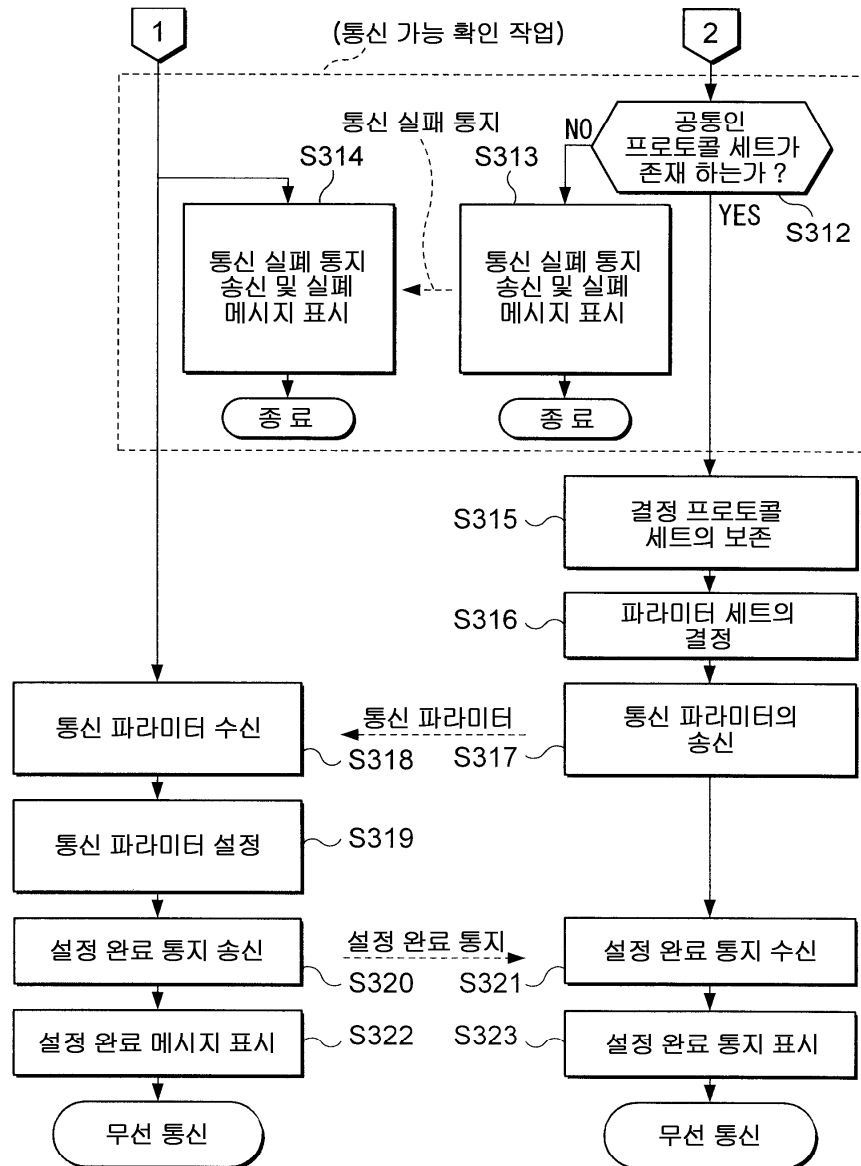 1
(통신 가능 확인 작업)
2
공통인
프로토콜 세트가
존재 하는가 ?
NO
YES
S312
통신 실패 통지
S314
S313
통신 실폐 통지
송신 및 실폐
메시지 표시
통신 실폐 통지
송신 및 실폐
메시지 표시
종 료
종 료
S315
결정 프로토콜
세트의 보존
S316
파라미터 세트의
결정
통신 파라미터 수신
S318
통신 파라미터
S317
통신 파라미터의
송신
통신 파라미터 설정
S319
설정 완료 통지 송신
S320
설정 완료 통지
S321
설정 완료 통지 수신
설정 완료 메시지 표시
S322
S323
설정 완료 통지 표시
무선 통신
무선 통신